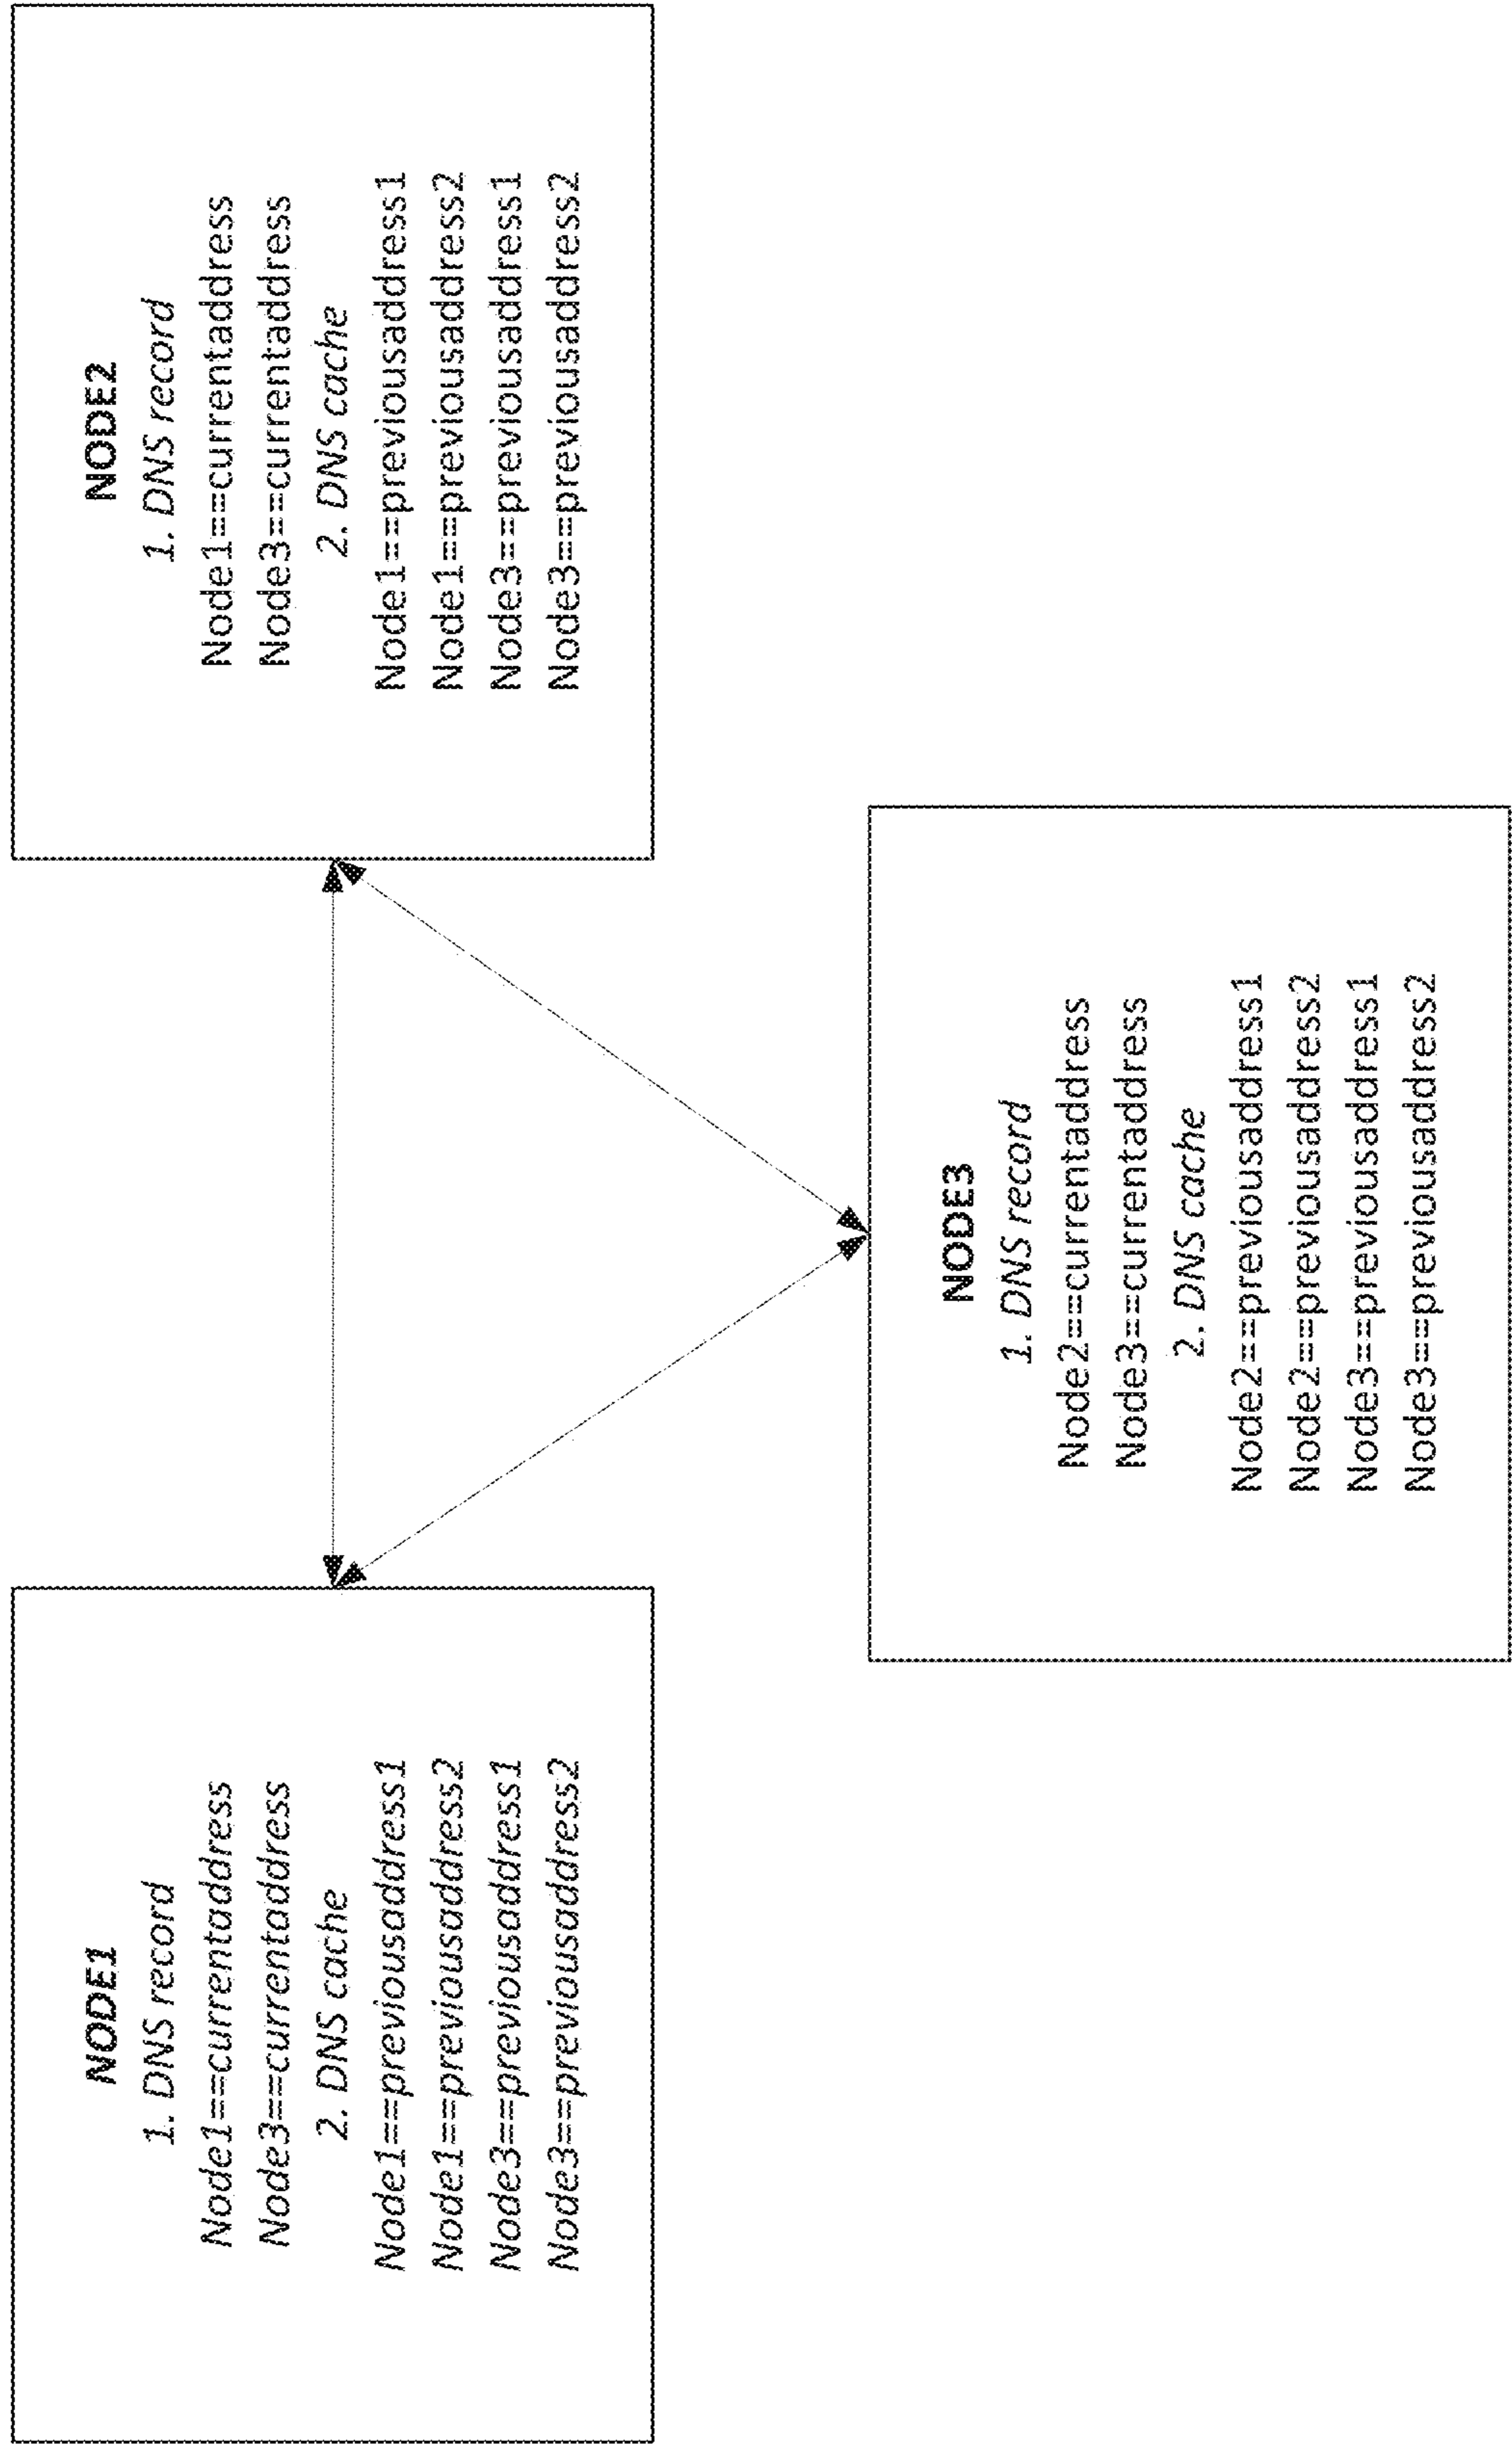 NODE1
1. DNS record
Node1==currentaddress
Node3==currentaddress
2. DNS cache
Node1==previousaddress1
Node1==previousaddress2
Node3==previousaddress1
Node3==previousaddress2
NODE2
1. DNS record
Node1==currentaddress
Node3==currentaddress
2. DNS cache
Node1==previousaddress1
Node1==previousaddress2
Node3==previousaddress1
Node3==previousaddress2
NODE3
1. DNS record
Node2==currentaddress
Node3==currentaddress
2. DNS cache
Node2==previousaddress1
Node2==previousaddress2
Node3==previousaddress1
Node3==previousaddress2